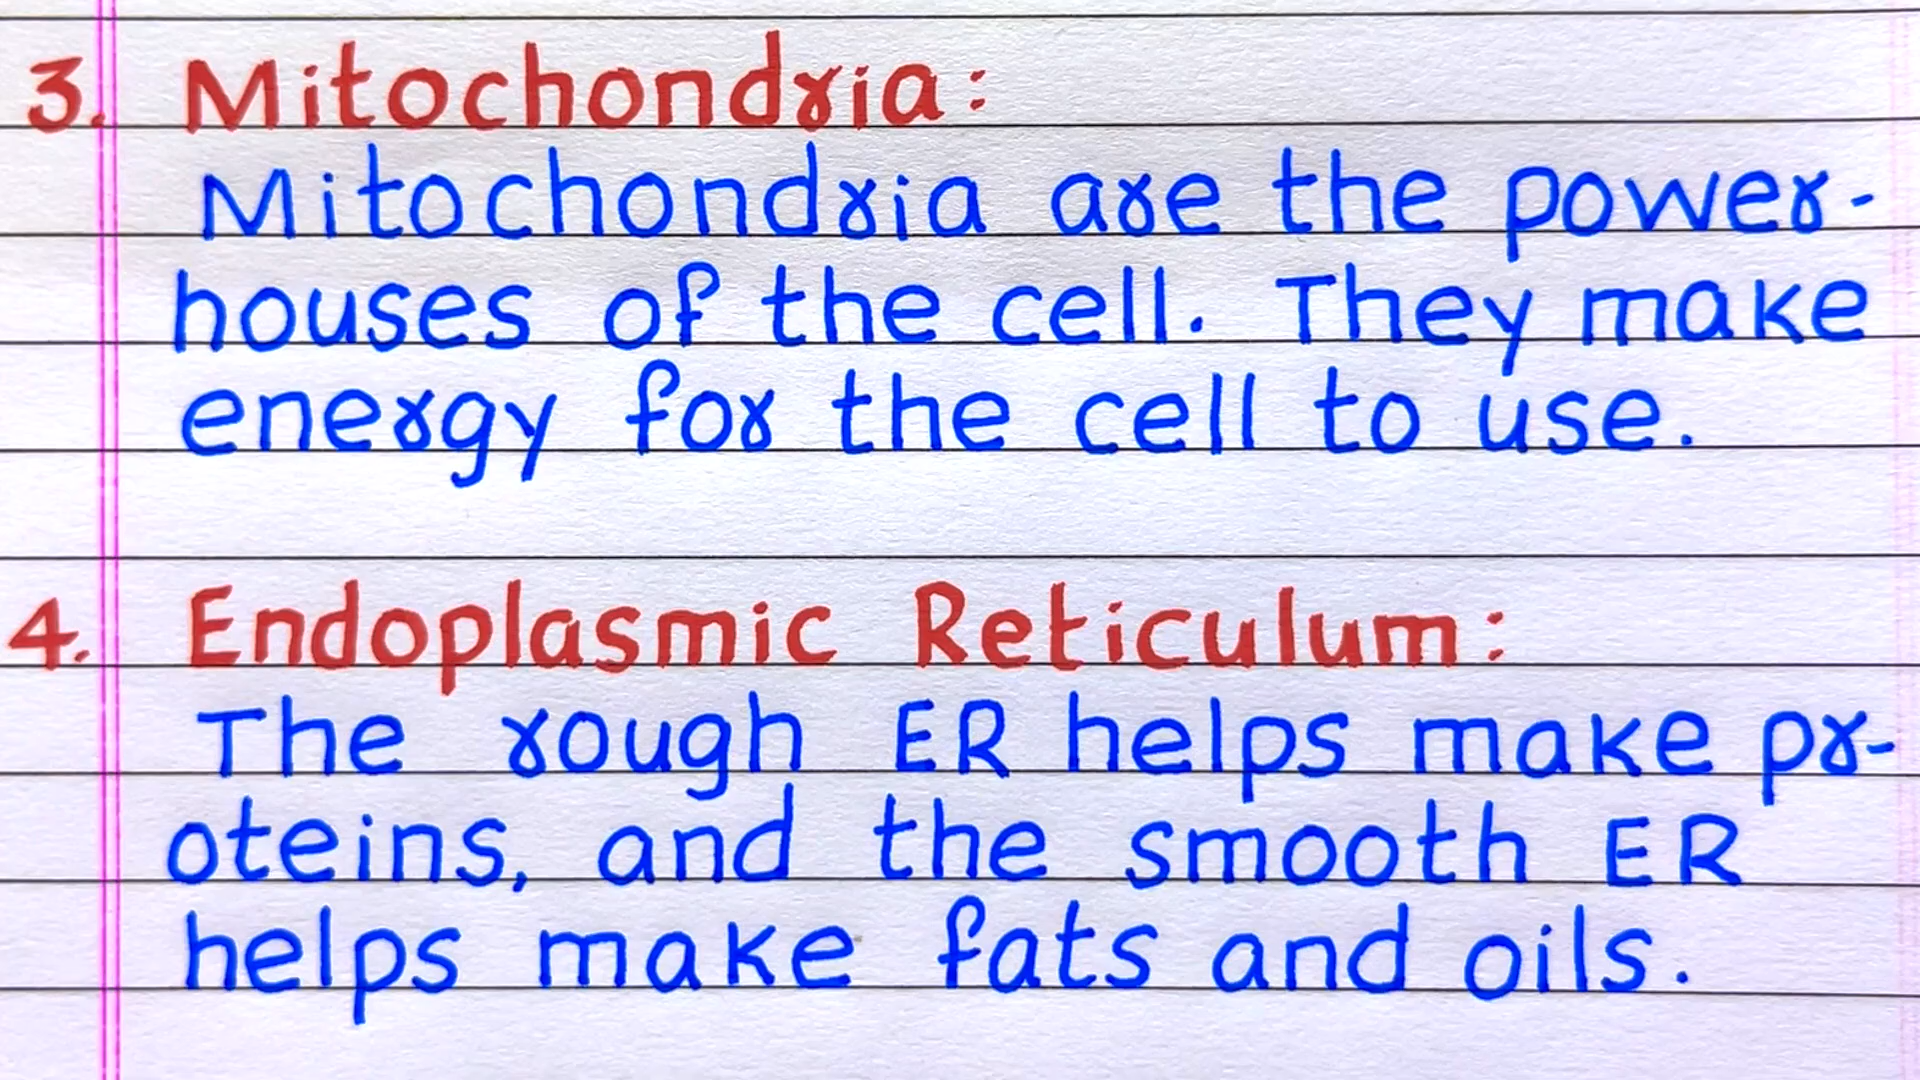 3. Mitochondria:
Mitochondria are the power-
houses of the cell. They make
energy for the cell to use.
4. Endoplasmic Reticulum:
The rough ER helps make pr-
oteins, and the smooth ER
helps make fats and oils.